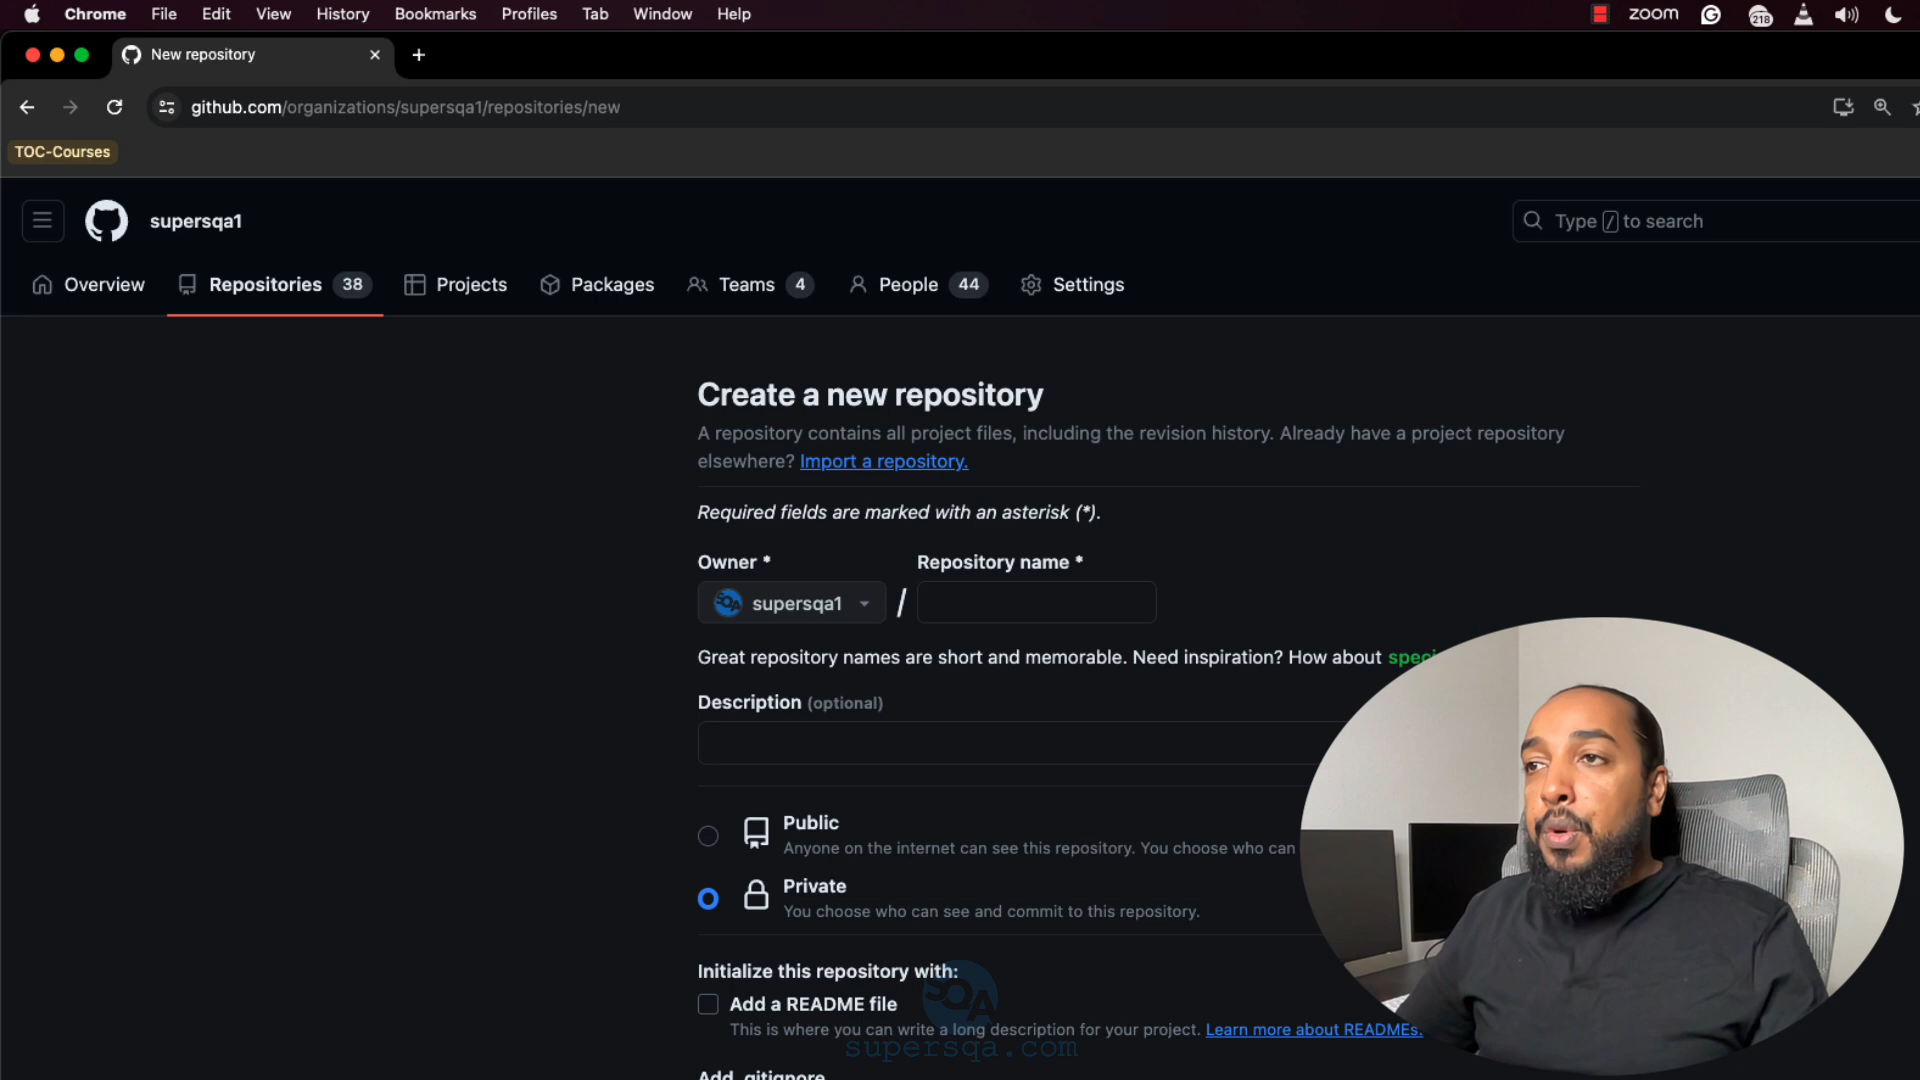 Chrome File Edit View History Bookmarks Profiles Tab Window Help zoom 218
New repository
github.com/organizations/supersqa1/repositories/new
TOC-Courses
supersqa1
Type / to search
Overview Repositories 38 Projects Packages Teams 4 People 44 Settings
Create a new repository
A repository contains all project files, including the revision history. Already have a project repository
elsewhere? Import a repository.
Required fields are marked with an asterisk (*).
Owner * Repository name *
SQA supersqa1 /
Great repository names are short and memorable. Need inspiration? How about speci
Description (optional)
Public
Anyone on the internet can see this repository. You choose who can
Private
You choose who can see and commit to this repository.
Initialize this repository with:
Add a README file
This is where you can write a long description for your project. Learn more about READMEs.
SQA
supersqa.com
Add .gitignore